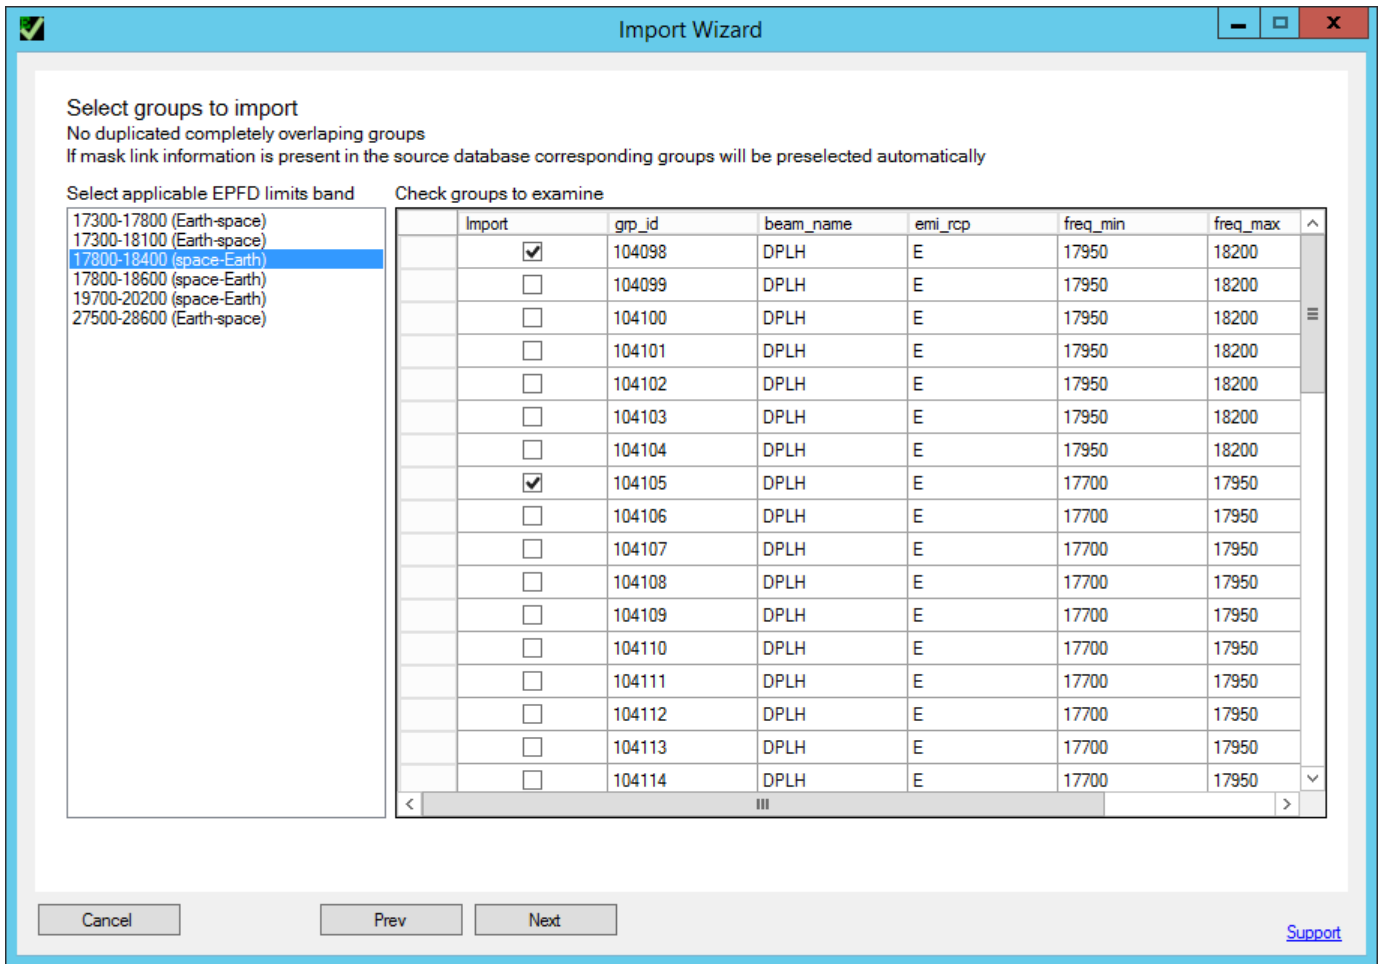 Import Wizard
Select groups to import
No duplicated completely overlaping groups
If mask link information is present in the source database corresponding groups will be preselected automatically
Select applicable EPFD limits band
17300-17800 (Earth-space)
17300-18100 (Earth-space)
17800-18400 (space-Earth)
17800-18600 (space-Earth)
19700-20200 (space-Earth)
27500-28600 (Earth-space)
Check groups to examine
Import grp_id beam_name emi_rcp freq_min freq_max
104098 DPLH E 17950 18200
104099 DPLH E 17950 18200
104100 DPLH E 17950 18200
104101 DPLH E 17950 18200
104102 DPLH E 17950 18200
104103 DPLH E 17950 18200
104104 DPLH E 17950 18200
104105 DPLH E 17700 17950
104106 DPLH E 17700 17950
104107 DPLH E 17700 17950
104108 DPLH E 17700 17950
104109 DPLH E 17700 17950
104110 DPLH E 17700 17950
104111 DPLH E 17700 17950
104112 DPLH E 17700 17950
104113 DPLH E 17700 17950
104114 DPLH E 17700 17950
Cancel Prev Next
Support